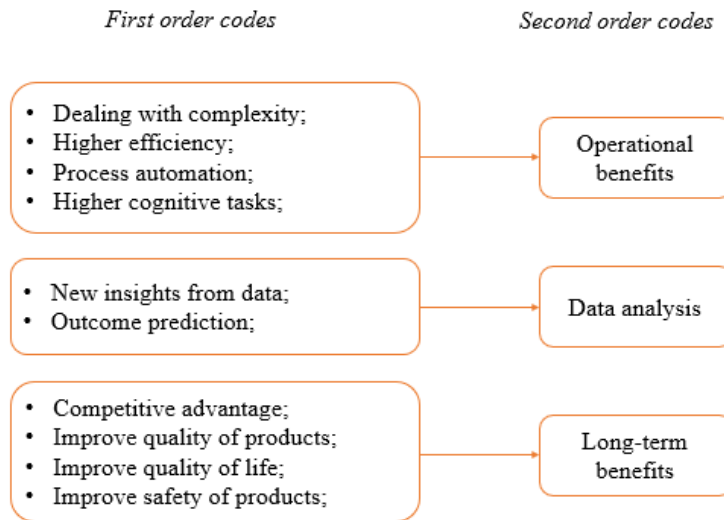 First order codes
Second order codes
• Dealing with complexity;
• Higher efficiency;
• Process automation;
• Higher cognitive tasks;
Operational
benefits
• New insights from data;
• Outcome prediction;
Data analysis
• Competitive advantage;
• Improve quality of products;
• Improve quality of life;
• Improve safety of products;
Long-term
benefits